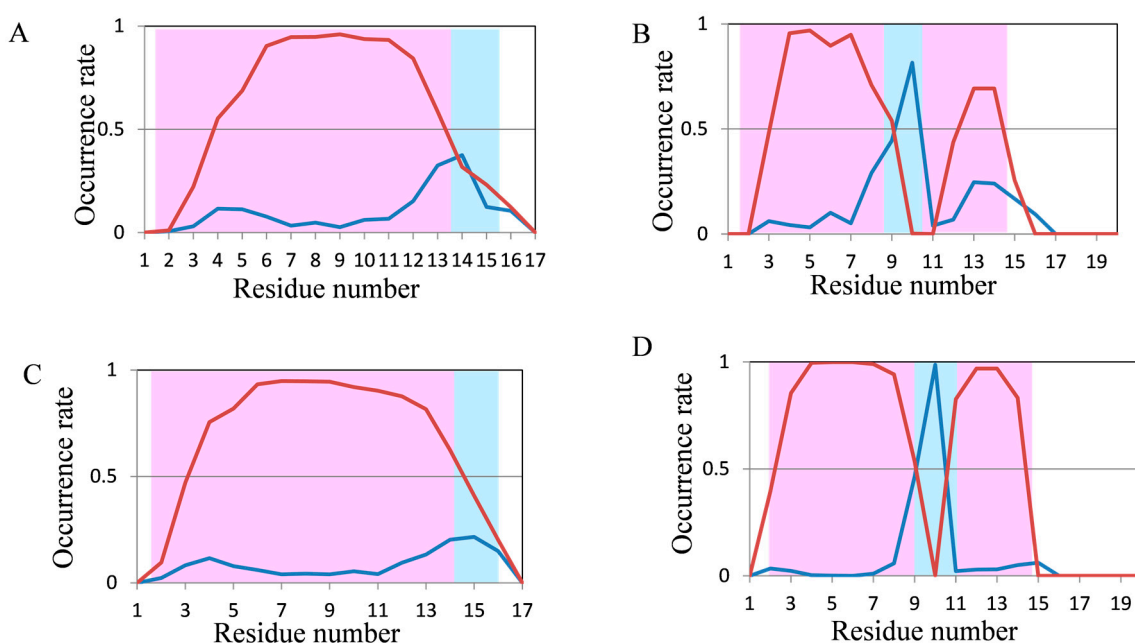 A
Occurrence rate
1
0.5
0
1 2 3 4 5 6 7 8 9 10 11 12 13 14 15 16 17
Residue number
B
Occurrence rate
1
0.5
0
1 3 5 7 9 11 13 15 17 19
Residue number
C
Occurrence rate
1
0.5
0
1 3 5 7 9 11 13 15 17
Residue number
D
Occurrence rate
1
0.5
0
1 3 5 7 9 11 13 15 17 19
Residue number